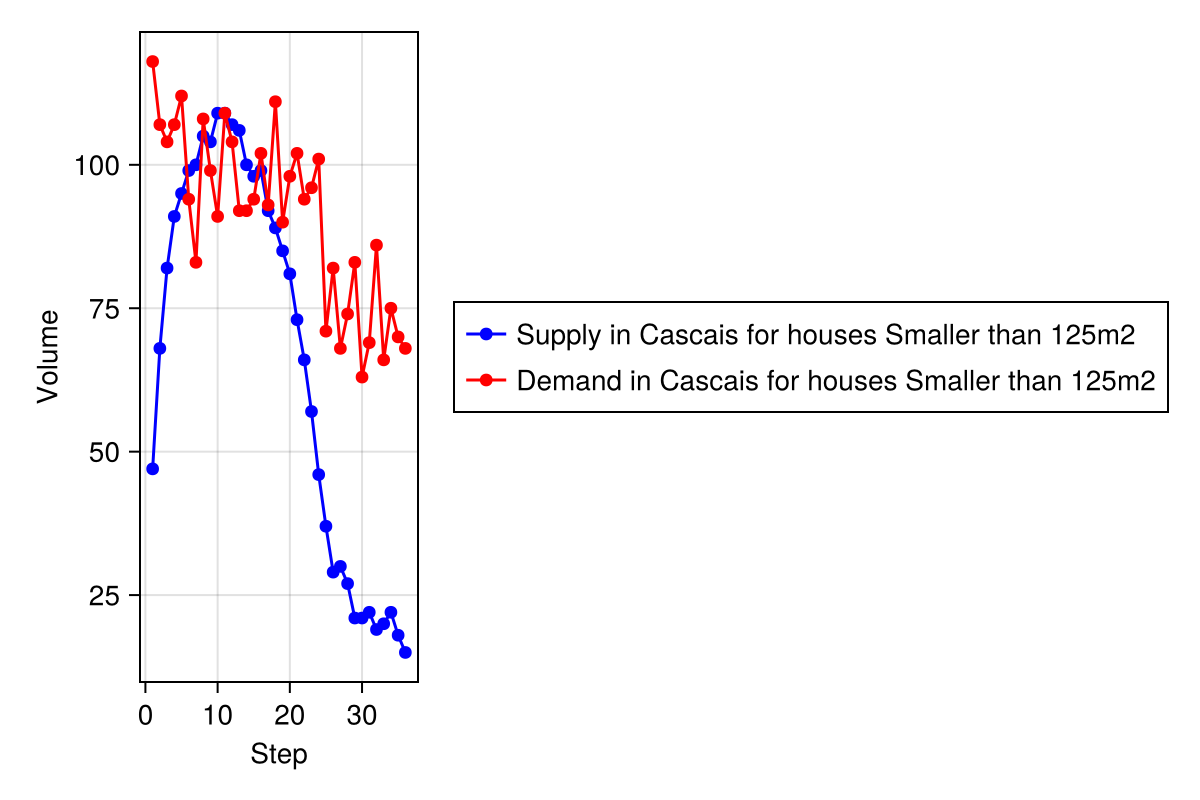 100
75
50
25
Volume
0 10 20 30
Step
Supply in Cascais for houses Smaller than 125m2
Demand in Cascais for houses Smaller than 125m2